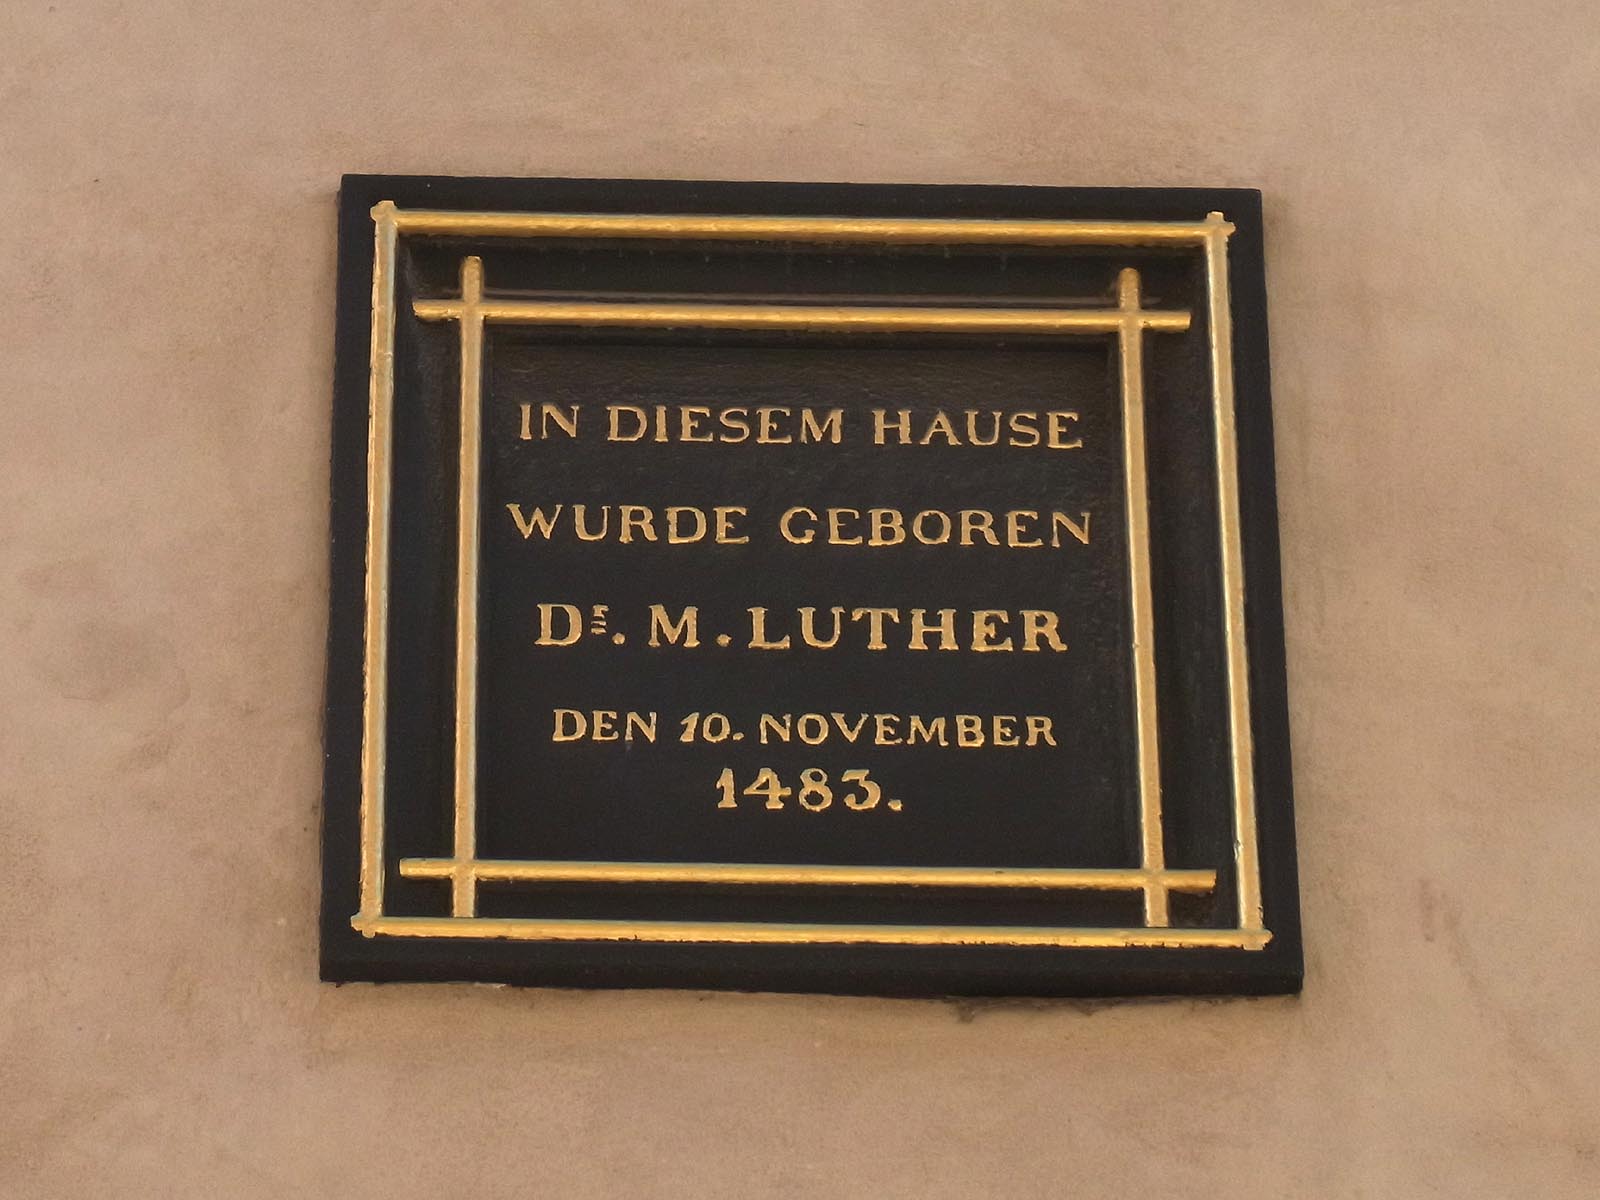 IN DIESEM HAUSE
WURDE GEBOREN
Dr. M. LUTHER
DEN 10. NOVEMBER
1483.